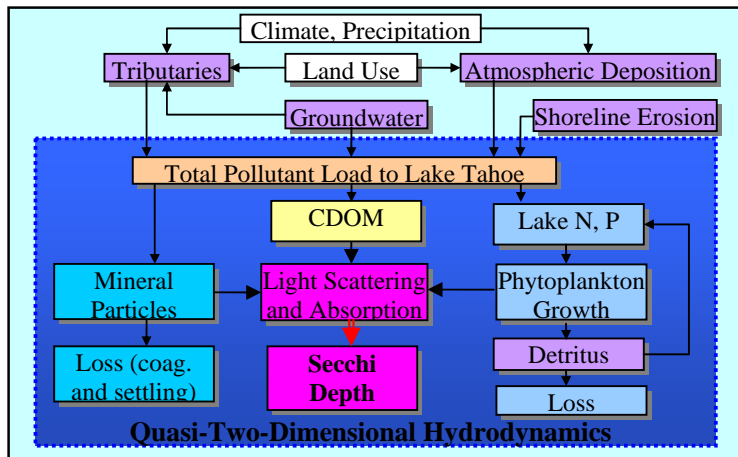 Climate, Precipitation
Tributaries
Land Use
Atmospheric Deposition
Groundwater
Shoreline Erosion
Total Pollutant Load to Lake Tahoe
CDOM
Lake N, P
Mineral
Particles
Light Scattering
and Absorption
Phytoplankton
Growth
Loss (coag.
and settling)
Secchi
Depth
Detritus
Loss
Quasi-Two-Dimensional Hydrodynamics